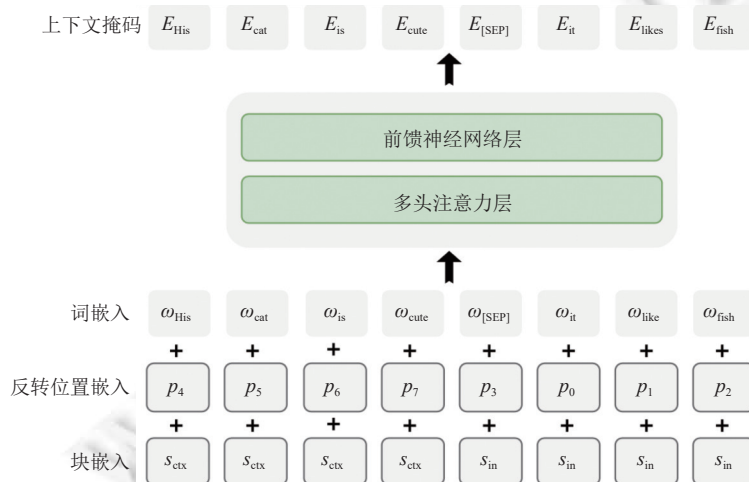 上下文掩码 E_His E_cat E_is E_cute E_[SEP] E_it E_likes E_fish
前馈神经网络层
多头注意力层
词嵌入 ω_His ω_cat ω_is ω_cute ω_[SEP] ω_it ω_like ω_fish
+ + + + + + + +
反转位置嵌入 p_4 p_5 p_6 p_7 p_3 p_0 p_1 p_2
+ + + + + + + +
块嵌入 s_ctx s_ctx s_ctx s_ctx s_in s_in s_in s_in